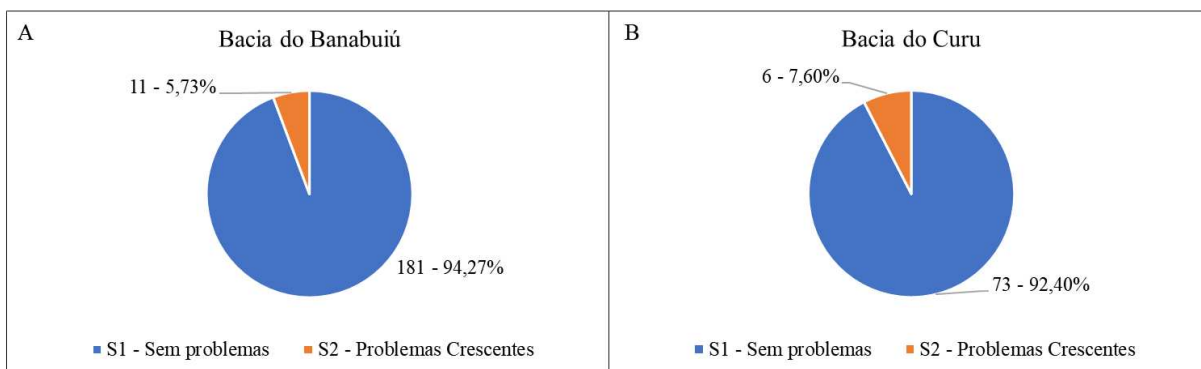 A
Bacia do Banabuiú
11 - 5,73%
181 - 94,27%
S1 - Sem problemas
S2 - Problemas Crescentes
B
Bacia do Curu
6 - 7,60%
73 - 92,40%
S1 - Sem problemas
S2 - Problemas Crescentes